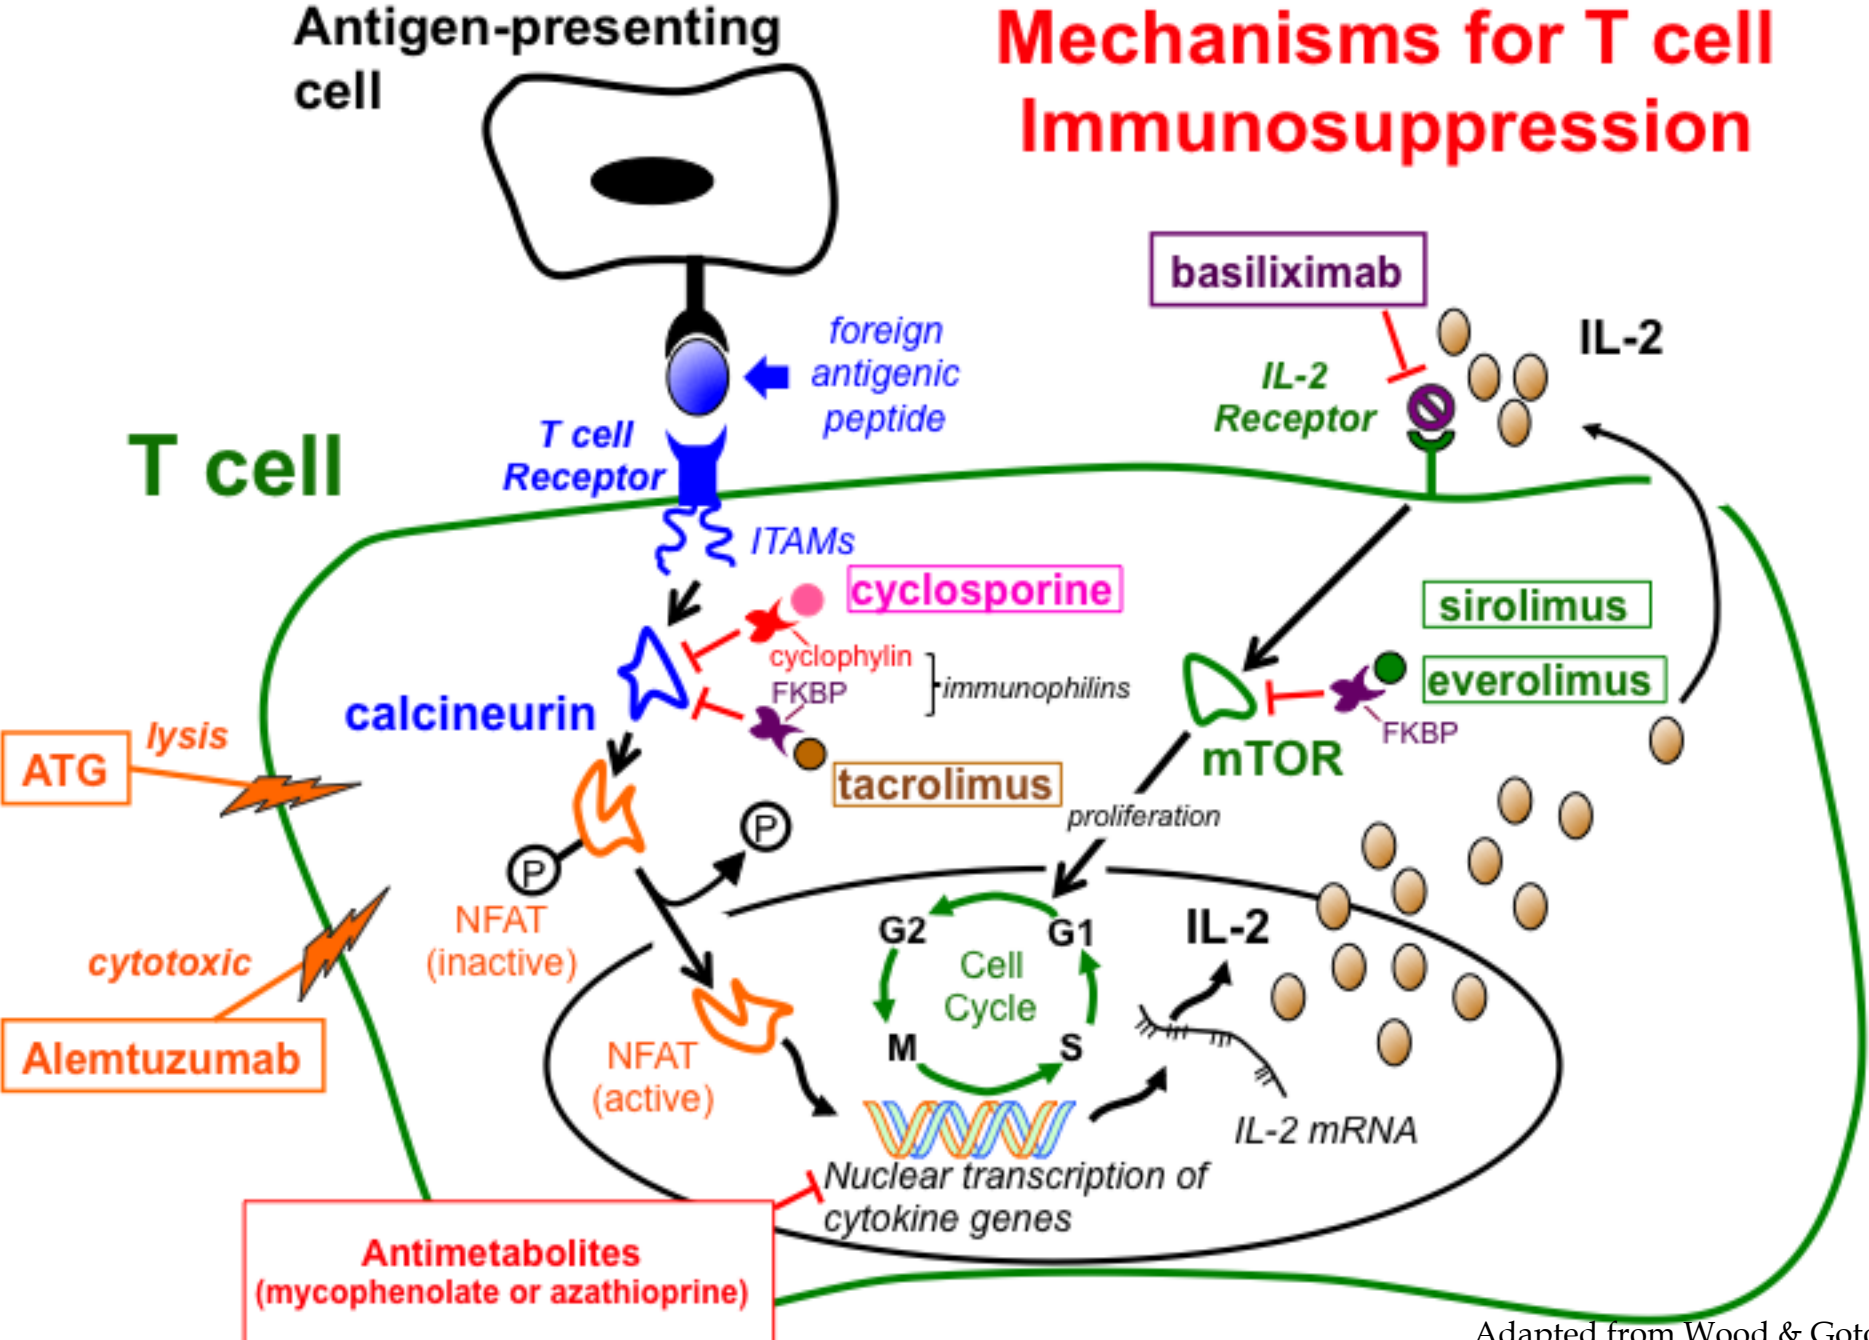 Antigen-presenting
cell
Mechanisms for T cell
Immunosuppression
basiliximab
IL-2
foreign
antigenic
peptide
IL-2
Receptor
T cell
T cell
Receptor
ITAMs
cyclosporine
sirolimus
cyclophylin
FKBP
immunophilins
everolimus
FKBP
calcineurin
mTOR
lysis
ATG
tacrolimus
proliferation
P
P
NFAT
(inactive)
G2
G1
IL-2
Cell
Cycle
cytotoxic
Alemtuzumab
M
S
NFAT
(active)
IL-2 mRNA
Nuclear transcription of
cytokine genes
Antimetabolites
(mycophenolate or azathioprine)
Adapted from Wood &